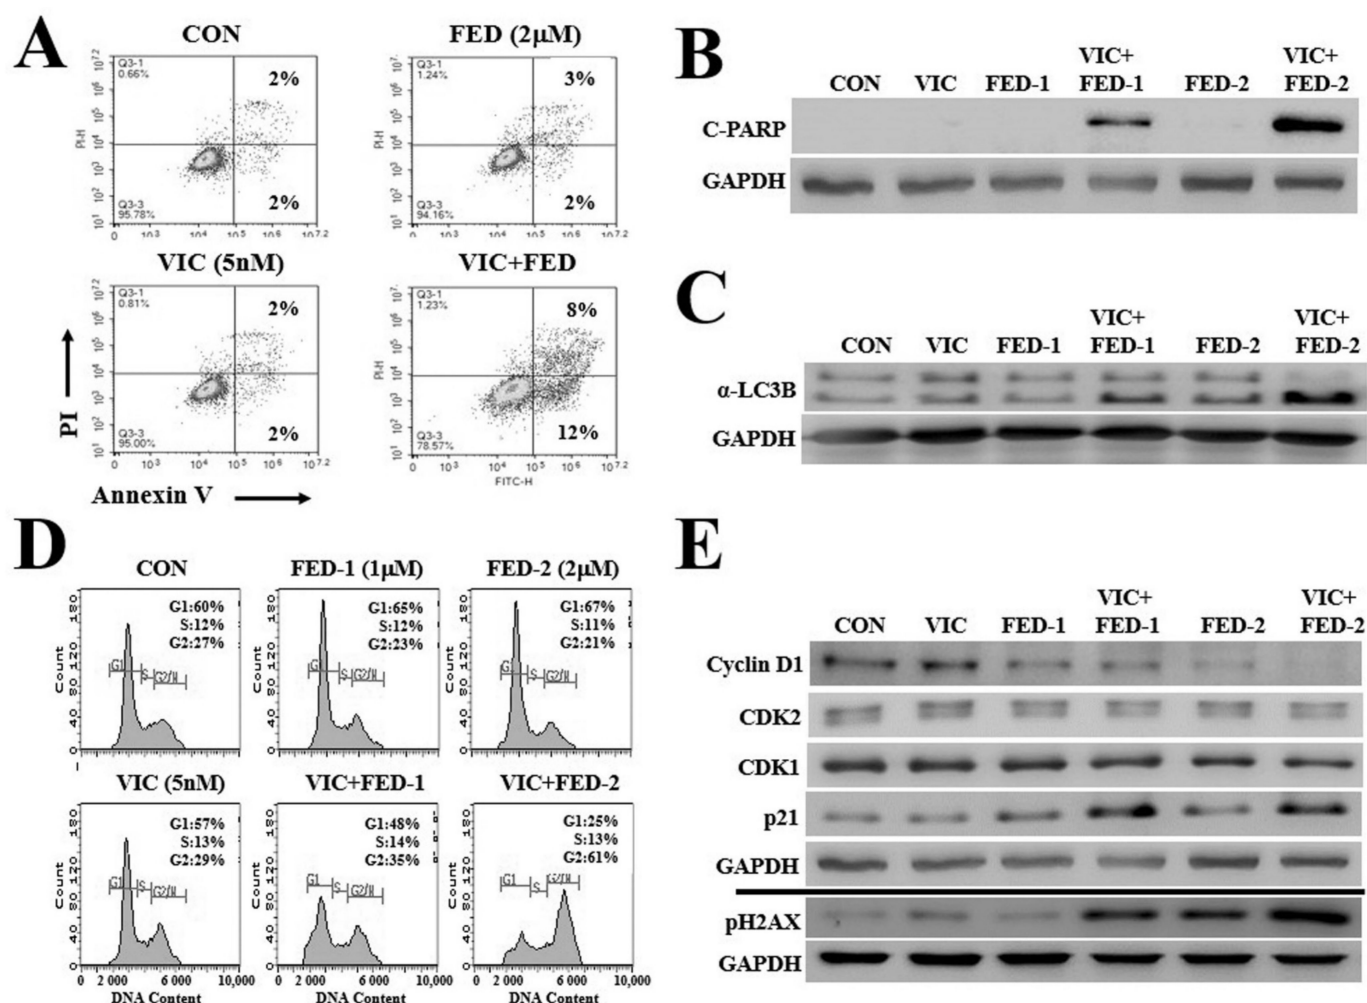 A
CON
FED (2μM)
Q3-1
0.66%
2%
Q3-1
1.24%
3%
PI-H
PI-H
Q3-3
95.78%
2%
Q3-3
94.16%
2%
VIC (5nM)
VIC+FED
Q3-1
0.81%
2%
Q3-1
1.23%
8%
PI-H
Q3-3
95.00%
2%
Q3-3
78.57%
12%
FITC-H
PI
Annexin V
B
CON VIC FED-1 VIC+ FED-1 FED-2 VIC+ FED-2
C-PARP
GAPDH
C
CON VIC FED-1 VIC+ FED-1 FED-2 VIC+ FED-2
α-LC3B
GAPDH
D
CON
FED-1 (1μM)
FED-2 (2μM)
G1:60%
S:12%
G2:27%
G1:65%
S:12%
G2:23%
G1:67%
S:11%
G2:21%
Count
Count
Count
VIC (5nM)
VIC+FED-1
VIC+FED-2
G1:57%
S:13%
G2:29%
G1:48%
S:14%
G2:35%
G1:25%
S:13%
G2:61%
Count
Count
Count
0 2 000 6 000 10,000
DNA Content
0 2 000 6 000 10,000
DNA Content
0 2 000 6 000 10,000
DNA Content
E
CON VIC FED-1 VIC+ FED-1 FED-2 VIC+ FED-2
Cyclin D1
CDK2
CDK1
p21
GAPDH
pH2AX
GAPDH